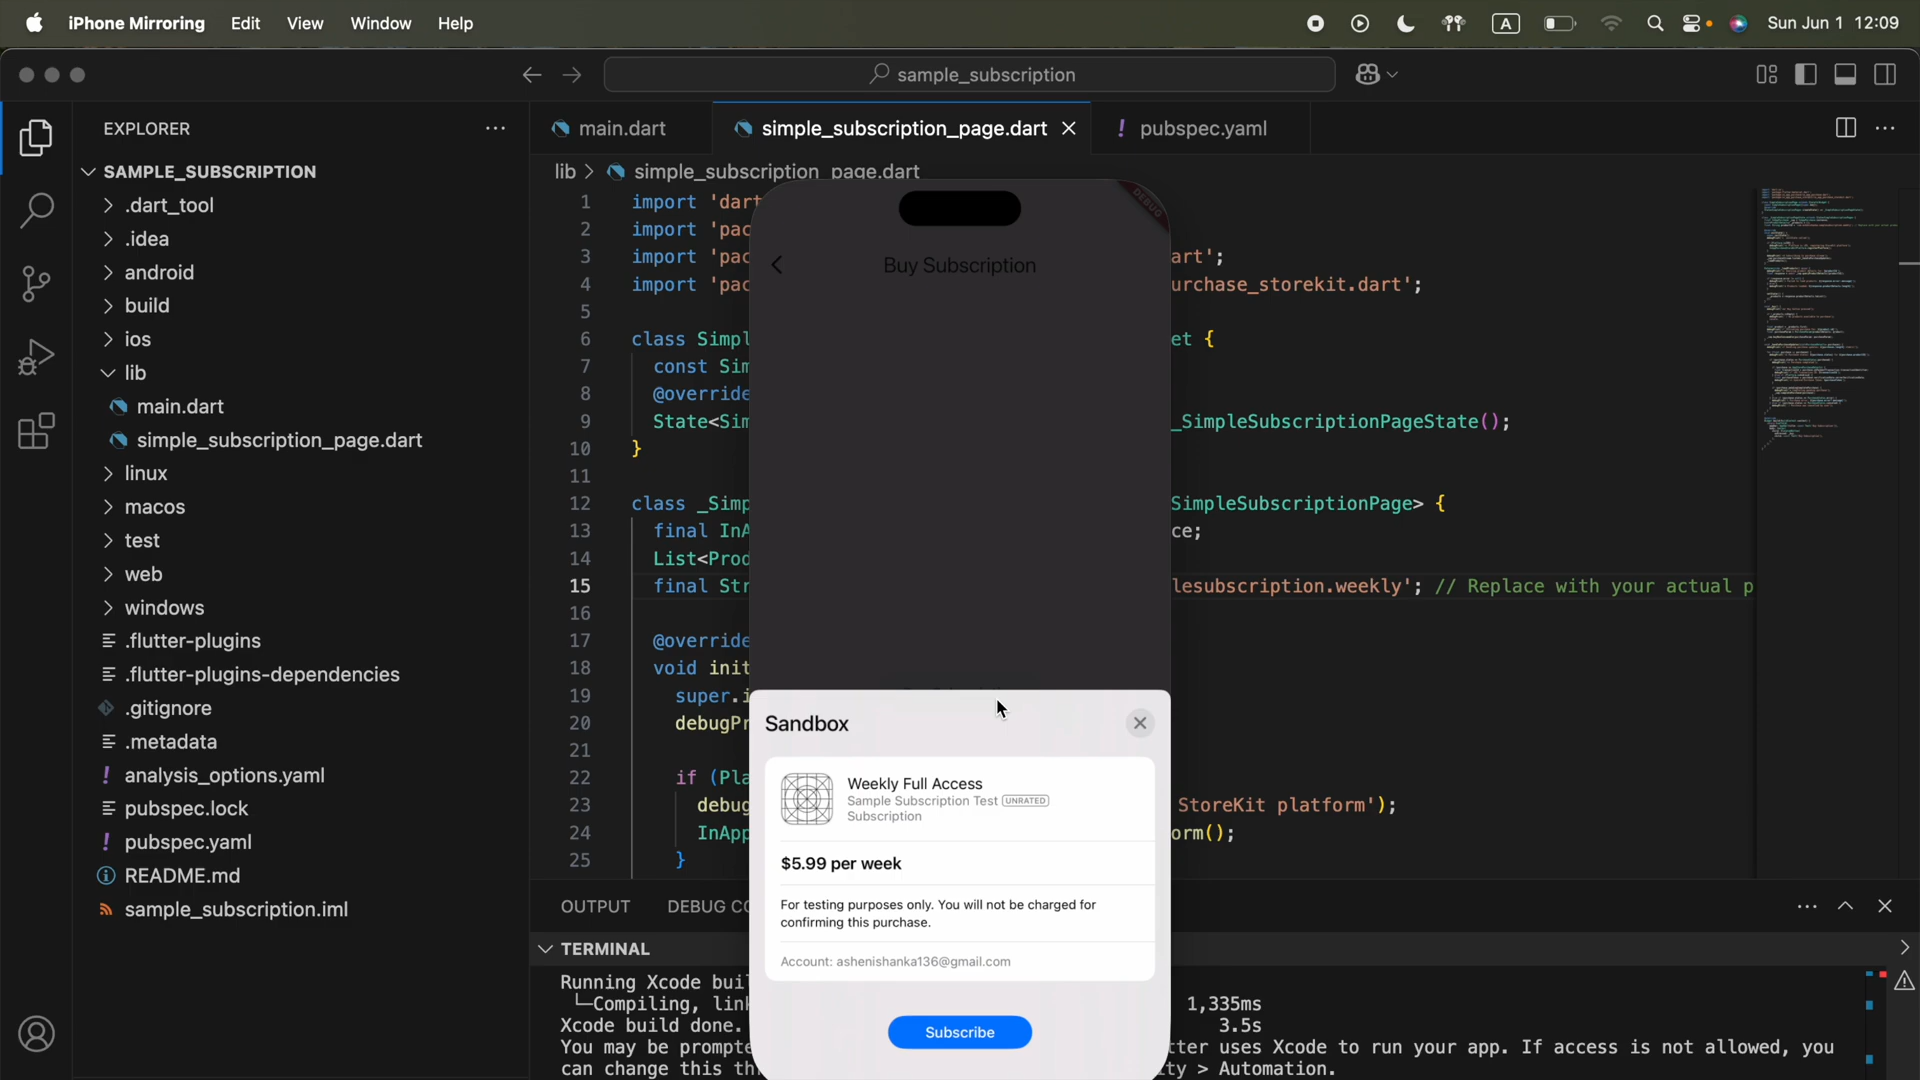 iPhone Mirroring Edit View Window Help A Sun Jun 1 12:09
sample_subscription
EXPLORER
SAMPLE_SUBSCRIPTION
.dart_tool
.idea
android
build
ios
lib
main.dart
simple_subscription_page.dart
linux
macos
test
web
windows
.flutter-plugins
.flutter-plugins-dependencies
.gitignore
.metadata
analysis_options.yaml
pubspec.lock
pubspec.yaml
README.md
sample_subscription.iml
main.dart simple_subscription_page.dart pubspec.yaml
lib > simple_subscription_page.dart
1 import 'dart
2 import 'pac
3 import 'pac art';
4 import 'pac urchase_storekit.dart';
5
6 class Simpl et {
7 const Sim
8 @override
9 State<Sim _SimpleSubscriptionPageState();
10 }
11
12 class _Simp SimpleSubscriptionPage> {
13 final InA ce;
14 List<Prod
15 final Str lesubscription.weekly'; // Replace with your actual p
16
17 @override
18 void init
19 super.i
20 debugPr
21
22 if (Pla
23 debug StoreKit platform');
24 InApp orm();
25 }
DEBUG
Buy Subscription
Sandbox
Weekly Full Access
Sample Subscription Test UNRATED
Subscription
$5.99 per week
For testing purposes only. You will not be charged for
confirming this purchase.
Account: ashenishanka136@gmail.com
Subscribe
OUTPUT DEBUG CO
TERMINAL
Running Xcode buil
└─Compiling, link 1,335ms
Xcode build done. 3.5s
You may be prompte tter uses Xcode to run your app. If access is not allowed, you
can change this th ty > Automation.